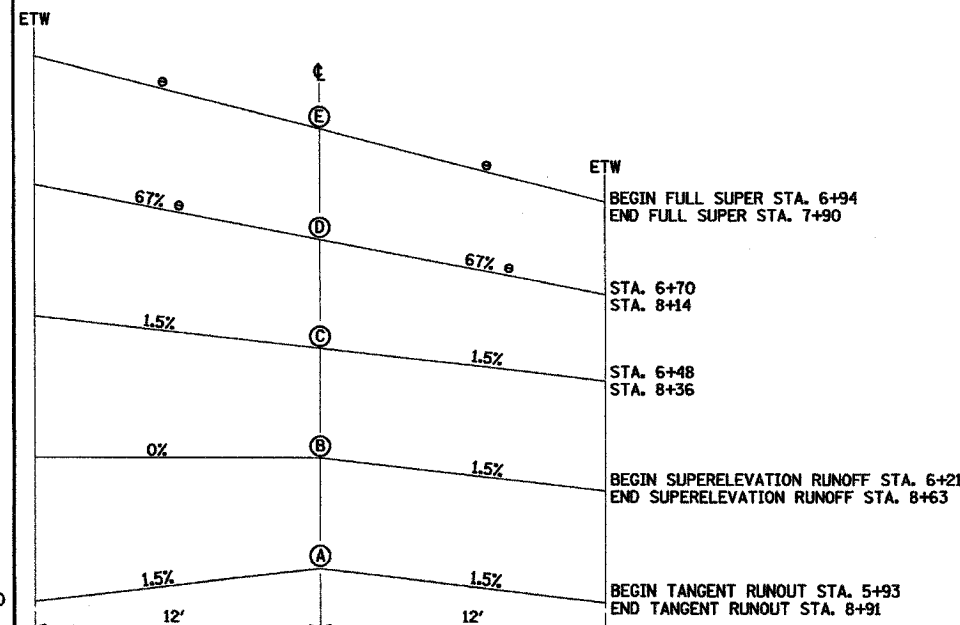 ETW
℄
e
E
e
ETW
BEGIN FULL SUPER STA. 6+94
END FULL SUPER STA. 7+90
67% e
D
67% e
STA. 6+70
STA. 8+14
1.5%
C
1.5%
STA. 6+48
STA. 8+36
0%
B
1.5%
BEGIN SUPERELEVATION RUNOFF STA. 6+21
END SUPERELEVATION RUNOFF STA. 8+63
1.5%
A
1.5%
BEGIN TANGENT RUNOUT STA. 5+93
END TANGENT RUNOUT STA. 8+91
12'
12'